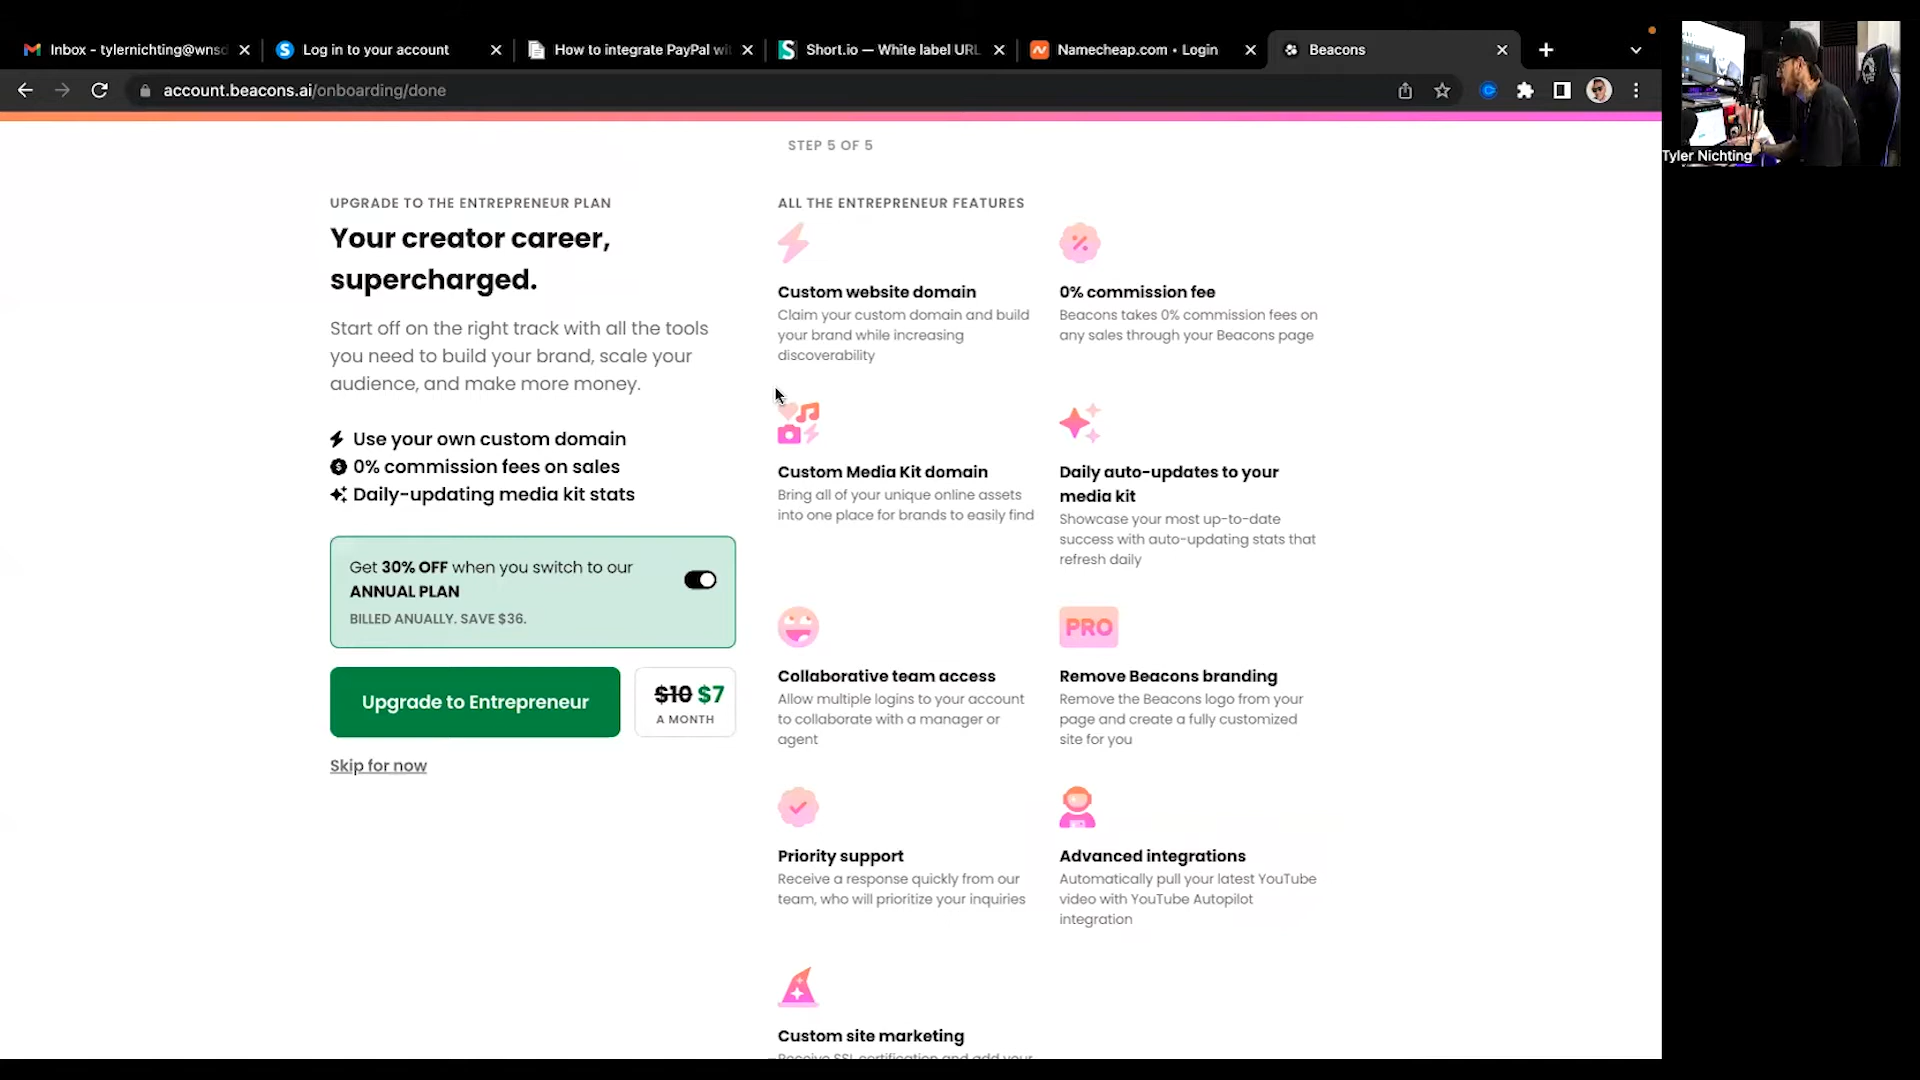 Inbox - tylernichting@wnsd
Log in to your account
How to integrate PayPal wit
Short.io — White label URL
Namecheap.com • Login
Beacons
account.beacons.ai/onboarding/done
Tyler Nichting
STEP 5 OF 5
UPGRADE TO THE ENTREPRENEUR PLAN
Your creator career,
supercharged.
Start off on the right track with all the tools
you need to build your brand, scale your
audience, and make more money.
Use your own custom domain
0% commission fees on sales
Daily-updating media kit stats
Get 30% OFF when you switch to our
ANNUAL PLAN
BILLED ANUALLY. SAVE $36.
Upgrade to Entrepreneur
$10 $7
A MONTH
Skip for now
ALL THE ENTREPRENEUR FEATURES
Custom website domain
Claim your custom domain and build
your brand while increasing
discoverability
0% commission fee
Beacons takes 0% commission fees on
any sales through your Beacons page
Custom Media Kit domain
Bring all of your unique online assets
into one place for brands to easily find
Daily auto-updates to your
media kit
Showcase your most up-to-date
success with auto-updating stats that
refresh daily
Collaborative team access
Allow multiple logins to your account
to collaborate with a manager or
agent
PRO
Remove Beacons branding
Remove the Beacons logo from your
page and create a fully customized
site for you
Priority support
Receive a response quickly from our
team, who will prioritize your inquiries
Advanced integrations
Automatically pull your latest YouTube
video with YouTube Autopilot
integration
Custom site marketing
Receive SSL certification and add your